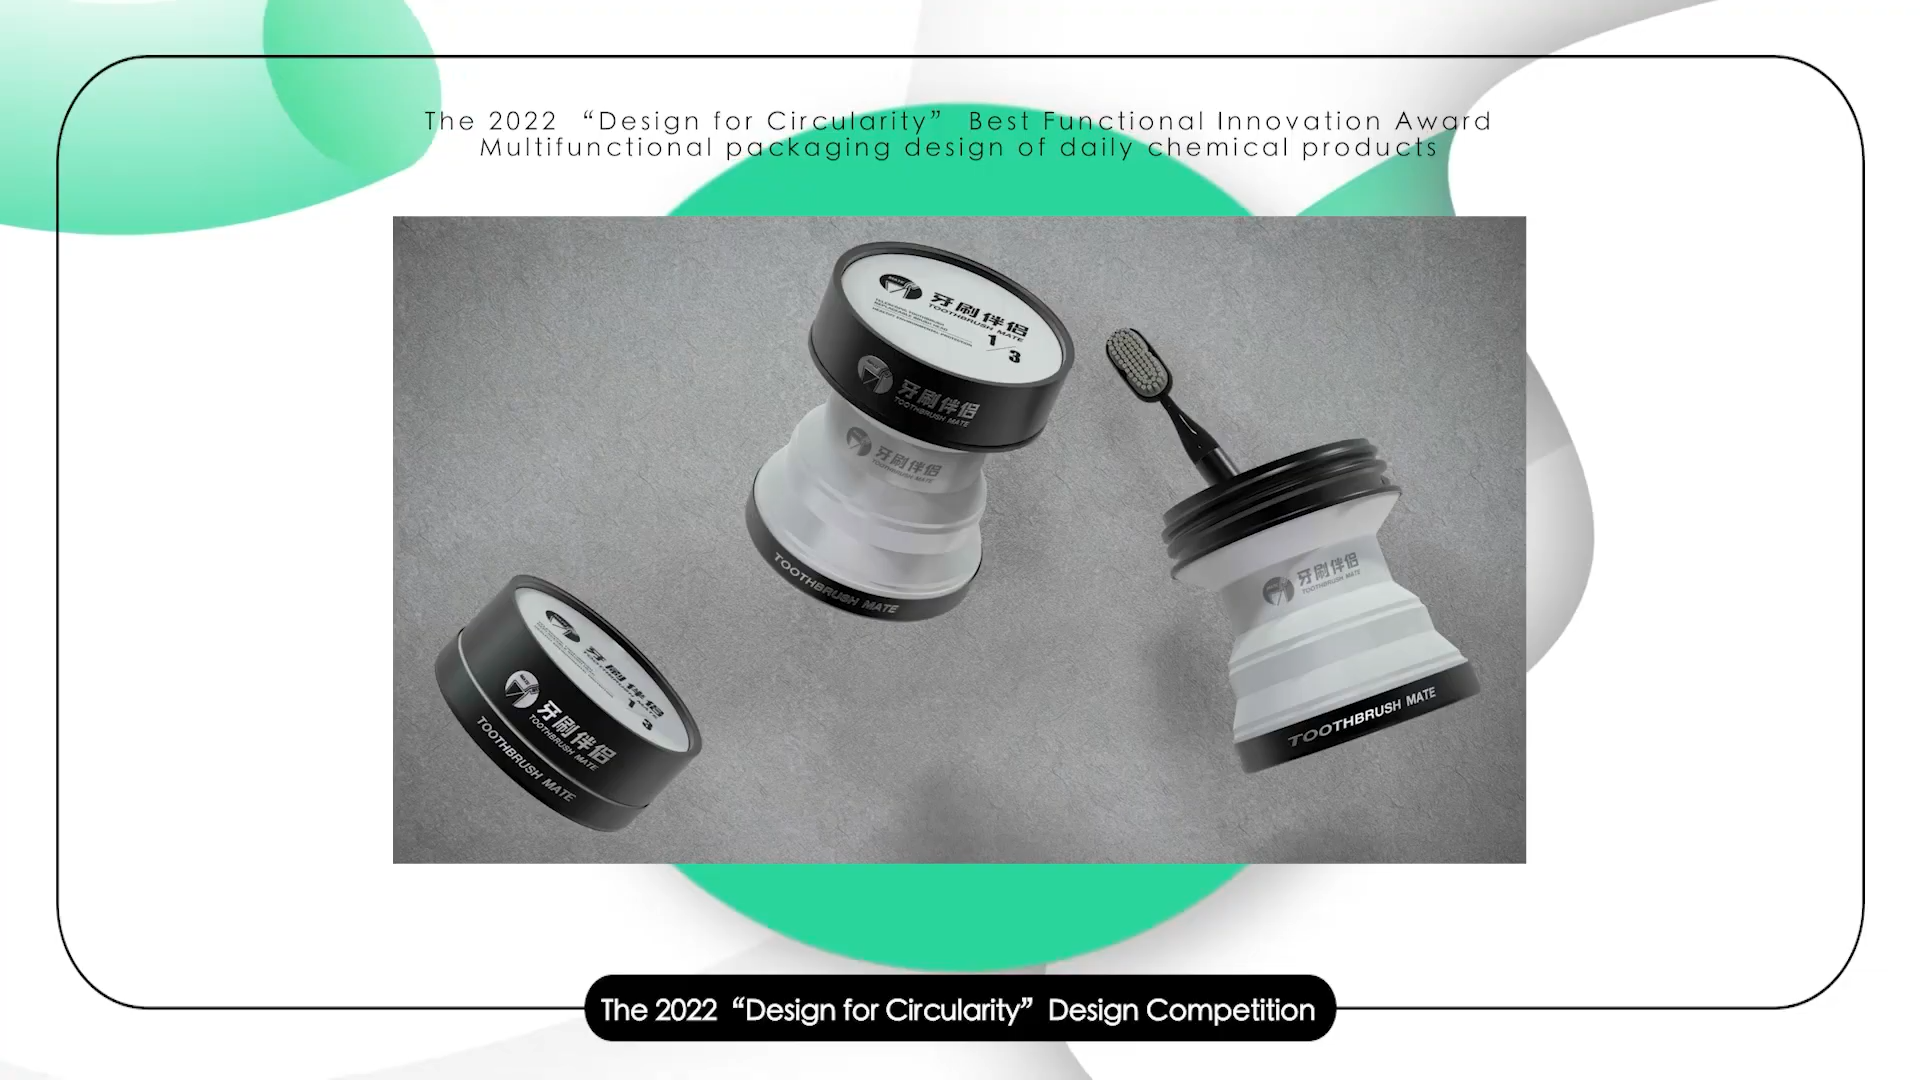 The 2022 “Design for Circularity” Best Functional Innovation Award
Multifunctional packaging design of daily chemical products
牙刷伴侣
TOOTHBRUSH MATE
1/3
牙刷伴侣
TOOTHBRUSH MATE
牙刷伴侣
TOOTHBRUSH MATE
TOOTHBRUSH MATE
牙刷伴侣
TOOTHBRUSH MATE
TOOTHBRUSH MATE
牙刷伴侣
1/3
MATE
牙刷伴侣
TOOTHBRUSH MATE
TOOTHBRUSH MATE
The 2022 “Design for Circularity” Design Competition